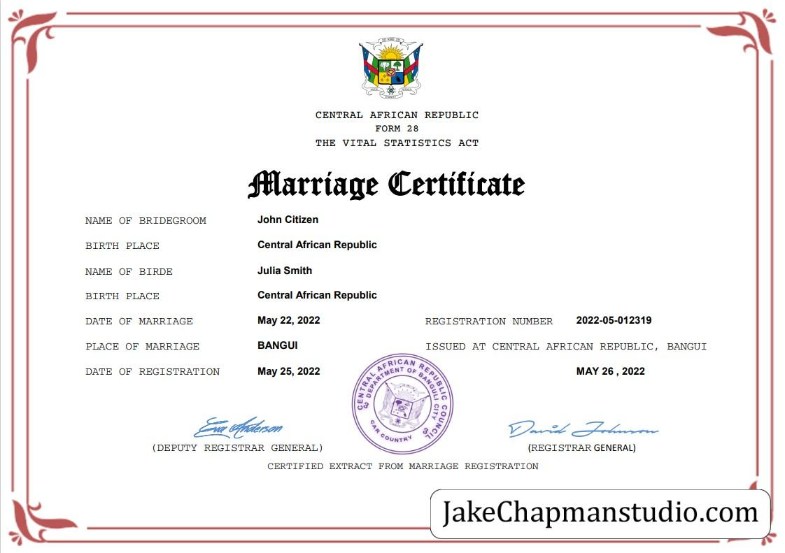 CENTRAL AFRICAN REPUBLIC
FORM 28
THE VITAL STATISTICS ACT
Marriage Certificate
NAME OF BRIDEGROOM John Citizen
BIRTH PLACE Central African Republic
NAME OF BIRDE Julia Smith
BIRTH PLACE Central African Republic
DATE OF MARRIAGE May 22, 2022 REGISTRATION NUMBER 2022-05-012319
PLACE OF MARRIAGE BANGUI ISSUED AT CENTRAL AFRICAN REPUBLIC, BANGUI
DATE OF REGISTRATION May 25, 2022 MAY 26 , 2022
CENTRAL AFRICAN REPUBLIC COUNCIL
DEPARTMENT OF BANGULI CITY
CAR COUNTRY
Eva Anderson David Johnson
(DEPUTY REGISTRAR GENERAL) (REGISTRAR GENERAL)
CERTIFIED EXTRACT FROM MARRIAGE REGISTRATION
JakeChapmanstudio.com